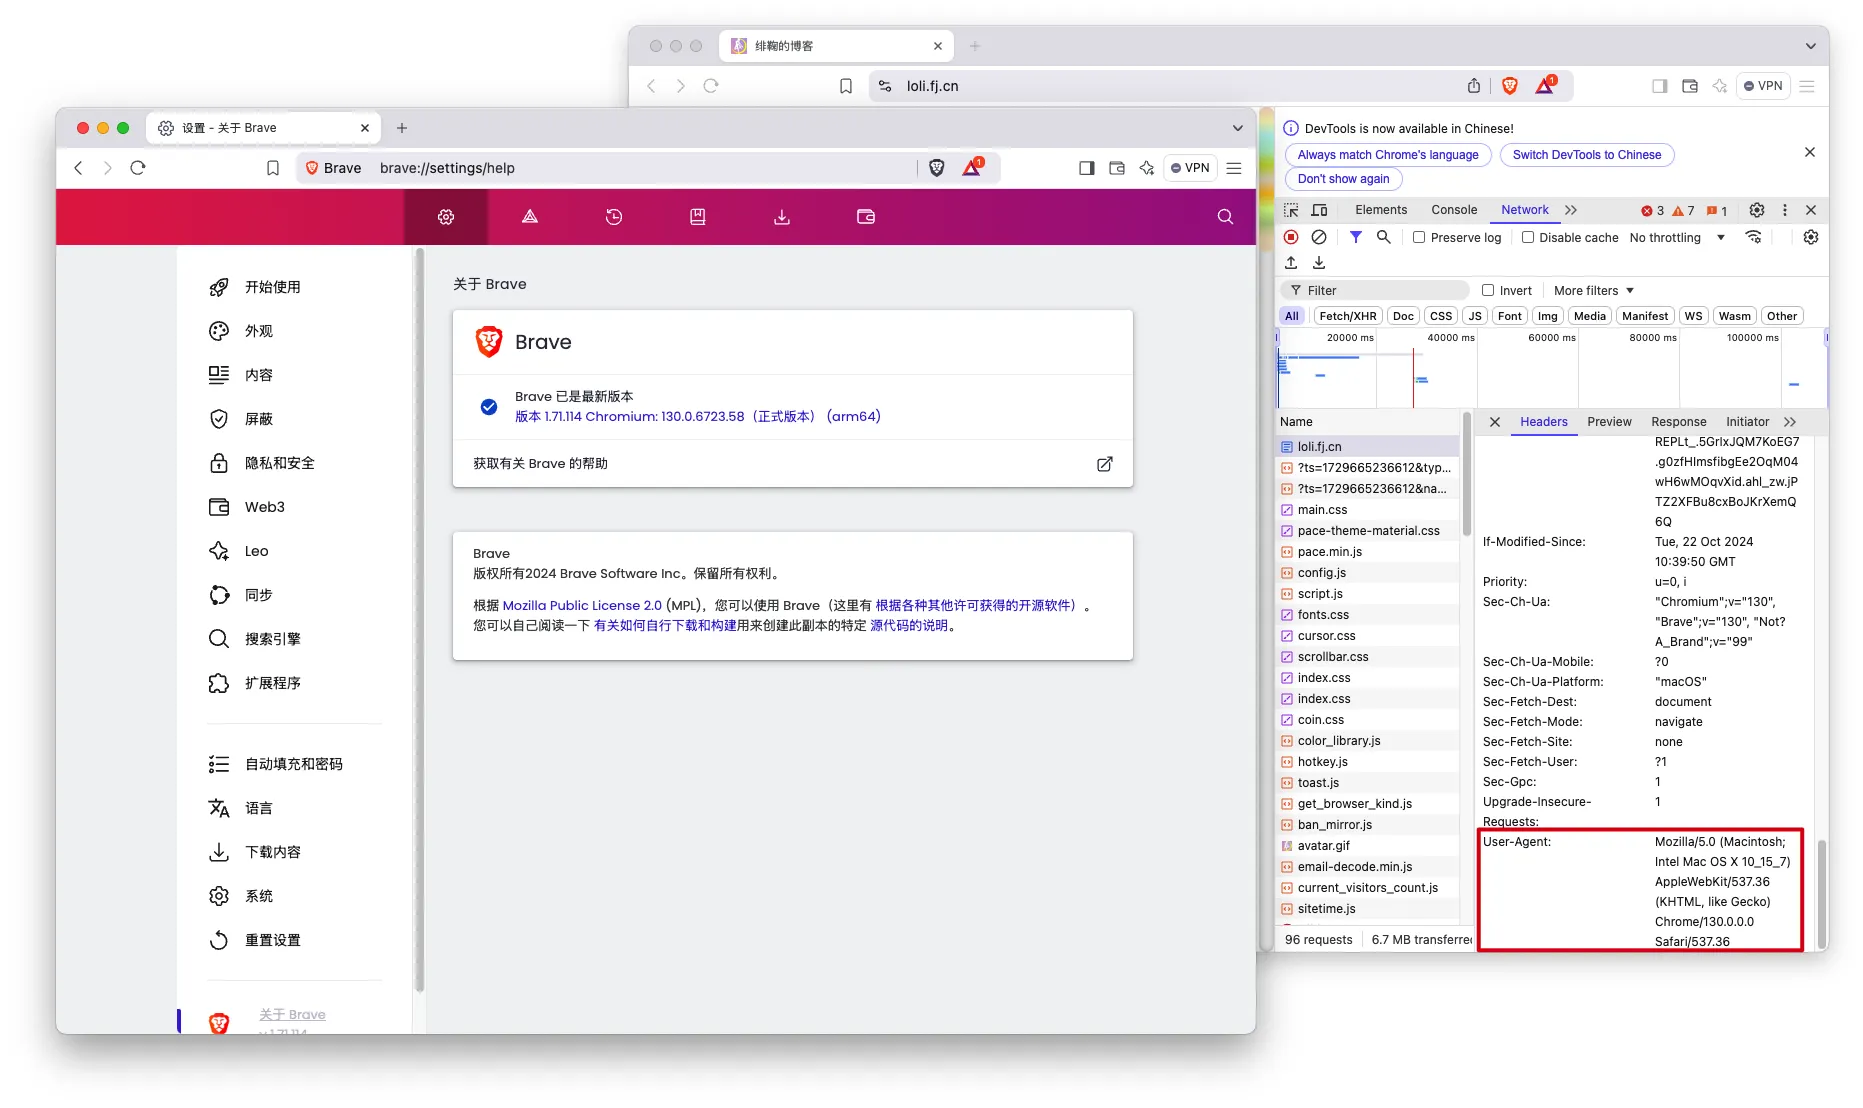 绯鞠的博客
loli.fj.cn
1
VPN
设置 - 关于 Brave
Brave
brave://settings/help
1
VPN
开始使用
外观
内容
屏蔽
隐私和安全
Web3
Leo
同步
搜索引擎
扩展程序
自动填充和密码
语言
下载内容
系统
重置设置
关于 Brave
v 1.71.114
关于 Brave
Brave
Brave 已是最新版本
版本 1.71.114 Chromium: 130.0.6723.58（正式版本） (arm64)
获取有关 Brave 的帮助
Brave
版权所有2024 Brave Software Inc。保留所有权利。
根据 Mozilla Public License 2.0 (MPL)，您可以使用 Brave（这里有 根据各种其他许可获得的开源软件）。
您可以自己阅读一下 有关如何自行下载和构建用来创建此副本的特定 源代码的说明。
DevTools is now available in Chinese!
Always match Chrome's language
Switch DevTools to Chinese
Don't show again
Elements Console Network 3 7 1
Preserve log Disable cache No throttling
Filter Invert More filters
All Fetch/XHR Doc CSS JS Font Img Media Manifest WS Wasm Other
20000 ms 40000 ms 60000 ms 80000 ms 100000 ms
Name
loli.fj.cn
?ts=1729665236612&typ...
?ts=1729665236612&na...
main.css
pace-theme-material.css
pace.min.js
config.js
script.js
fonts.css
cursor.css
scrollbar.css
index.css
index.css
coin.css
color_library.js
hotkey.js
toast.js
get_browser_kind.js
ban_mirror.js
avatar.gif
email-decode.min.js
current_visitors_count.js
sitetime.js
96 requests 6.7 MB transferred
Headers Preview Response Initiator
REPLt_.5GrlxJQM7KoEG7
.g0zfHImsfibgEe2OqM04
wH6wMOqvXid.ahl_zw.jP
TZ2XFBu8cxBoJKrXemQ
6Q
If-Modified-Since: Tue, 22 Oct 2024
10:39:50 GMT
Priority: u=0, i
Sec-Ch-Ua: "Chromium";v="130",
"Brave";v="130", "Not?
A_Brand";v="99"
Sec-Ch-Ua-Mobile: ?0
Sec-Ch-Ua-Platform: "macOS"
Sec-Fetch-Dest: document
Sec-Fetch-Mode: navigate
Sec-Fetch-Site: none
Sec-Fetch-User: ?1
Sec-Gpc: 1
Upgrade-Insecure- 1
Requests:
User-Agent: Mozilla/5.0 (Macintosh;
Intel Mac OS X 10_15_7)
AppleWebKit/537.36
(KHTML, like Gecko)
Chrome/130.0.0.0
Safari/537.36